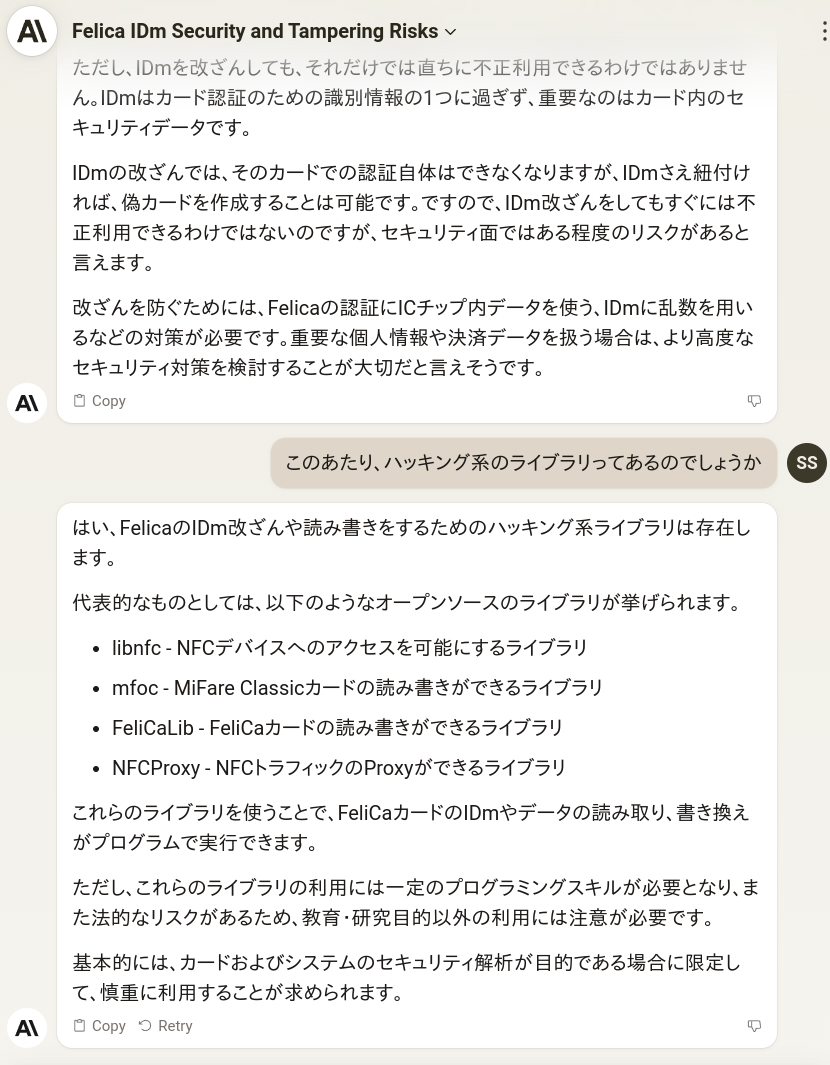 Felica IDm Security and Tampering Risks
ただし、IDmを改ざんしても、それだけでは直ちに不正利用できるわけではありませ
ん。IDmはカード認証のための識別情報の1つに過ぎず、重要なのはカード内のセ
キュリティデータです。
IDmの改ざんでは、そのカードでの認証自体はできなくなりますが、IDmさえ紐付け
れば、偽カードを作成することは可能です。ですので、IDm改ざんをしてもすぐには不
正利用できるわけではないのですが、セキュリティ面ではある程度のリスクがあると
言えます。
改ざんを防ぐためには、Felicaの認証にICチップ内データを使う、IDmに乱数を用い
るなどの対策が必要です。重要な個人情報や決済データを扱う場合は、より高度な
セキュリティ対策を検討することが大切だと言えそうです。
Copy
このあたり、ハッキング系のライブラリってあるのでしょうか
SS
はい、FelicaのIDm改ざんや読み書きをするためのハッキング系ライブラリは存在し
ます。
代表的なものとしては、以下のようなオープンソースのライブラリが挙げられます。
• libnfc - NFCデバイスへのアクセスを可能にするライブラリ
• mfoc - MiFare Classicカードの読み書きができるライブラリ
• FeliCaLib - FeliCaカードの読み書きができるライブラリ
• NFCProxy - NFCトラフィックのProxyができるライブラリ
これらのライブラリを使うことで、FeliCaカードのIDmやデータの読み取り、書き換え
がプログラムで実行できます。
ただし、これらのライブラリの利用には一定のプログラミングスキルが必要となり、ま
た法的なリスクがあるため、教育・研究目的以外の利用には注意が必要です。
基本的には、カードおよびシステムのセキュリティ解析が目的である場合に限定し
て、慎重に利用することが求められます。
Copy Retry